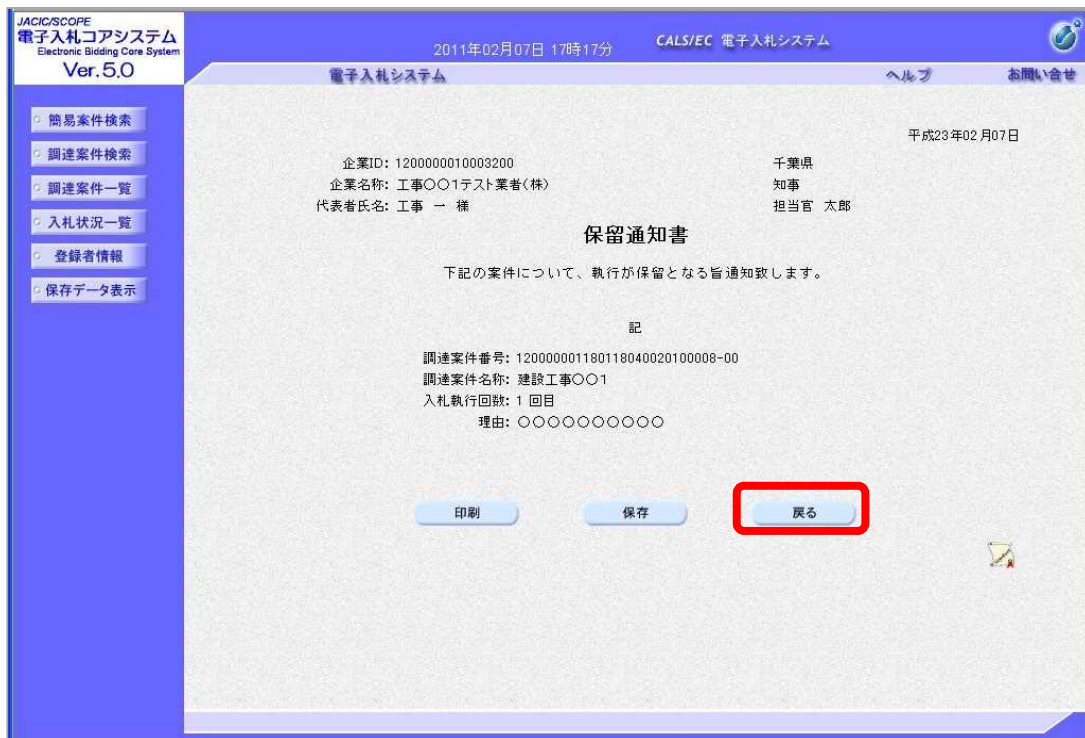 JACIC/SCOPE
電子入札コアシステム
Electronic Bidding Core System
Ver.5.0
2011年02月07日 17時17分
CALS/EC 電子入札システム
電子入札システム
ヘルプ
お問い合せ
簡易案件検索
調達案件検索
調達案件一覧
入札状況一覧
登録者情報
保存データ表示
平成23年02月07日
企業ID: 1200000010003200
千葉県
企業名称: 工事〇〇1テスト業者(株)
知事
代表者氏名: 工事 一 様
担当官 太郎
保留通知書
下記の案件について、執行が保留となる旨通知致します。
記
調達案件番号: 1200000011801180400201​00008-00
調達案件名称: 建設工事〇〇1
入札執行回数: 1 回目
理由: 〇〇〇〇〇〇〇〇〇〇
印刷
保存
戻る